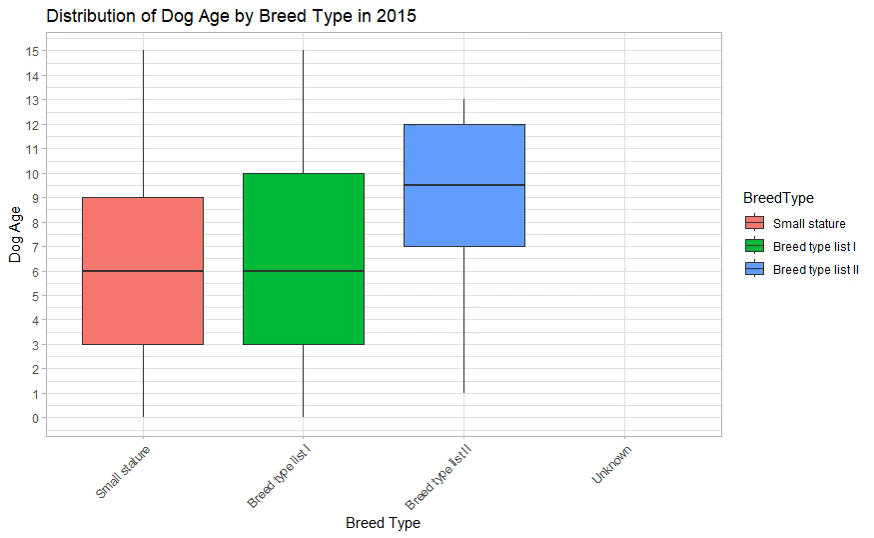 Distribution of Dog Age by Breed Type in 2015
15
14
13
12
11
10
9
8
7
6
5
4
3
2
1
0
Dog Age
Small stature
Breed type list I
Breed type list II
Unknown
Breed Type
BreedType
Small stature
Breed type list I
Breed type list II